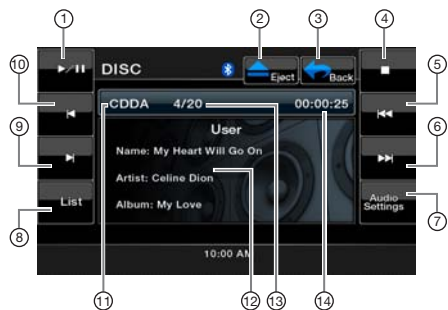 ① ② ③ ④
DISC Eject Back
⑩ ⑤
CDDA 4/20 00:00:25
User
⑨ Name: My Heart Will Go On ⑥
Artist: Celine Dion
List Audio Settings
Album: My Love
⑧ ⑦
10:00 AM
⑪ ⑫ ⑬ ⑭